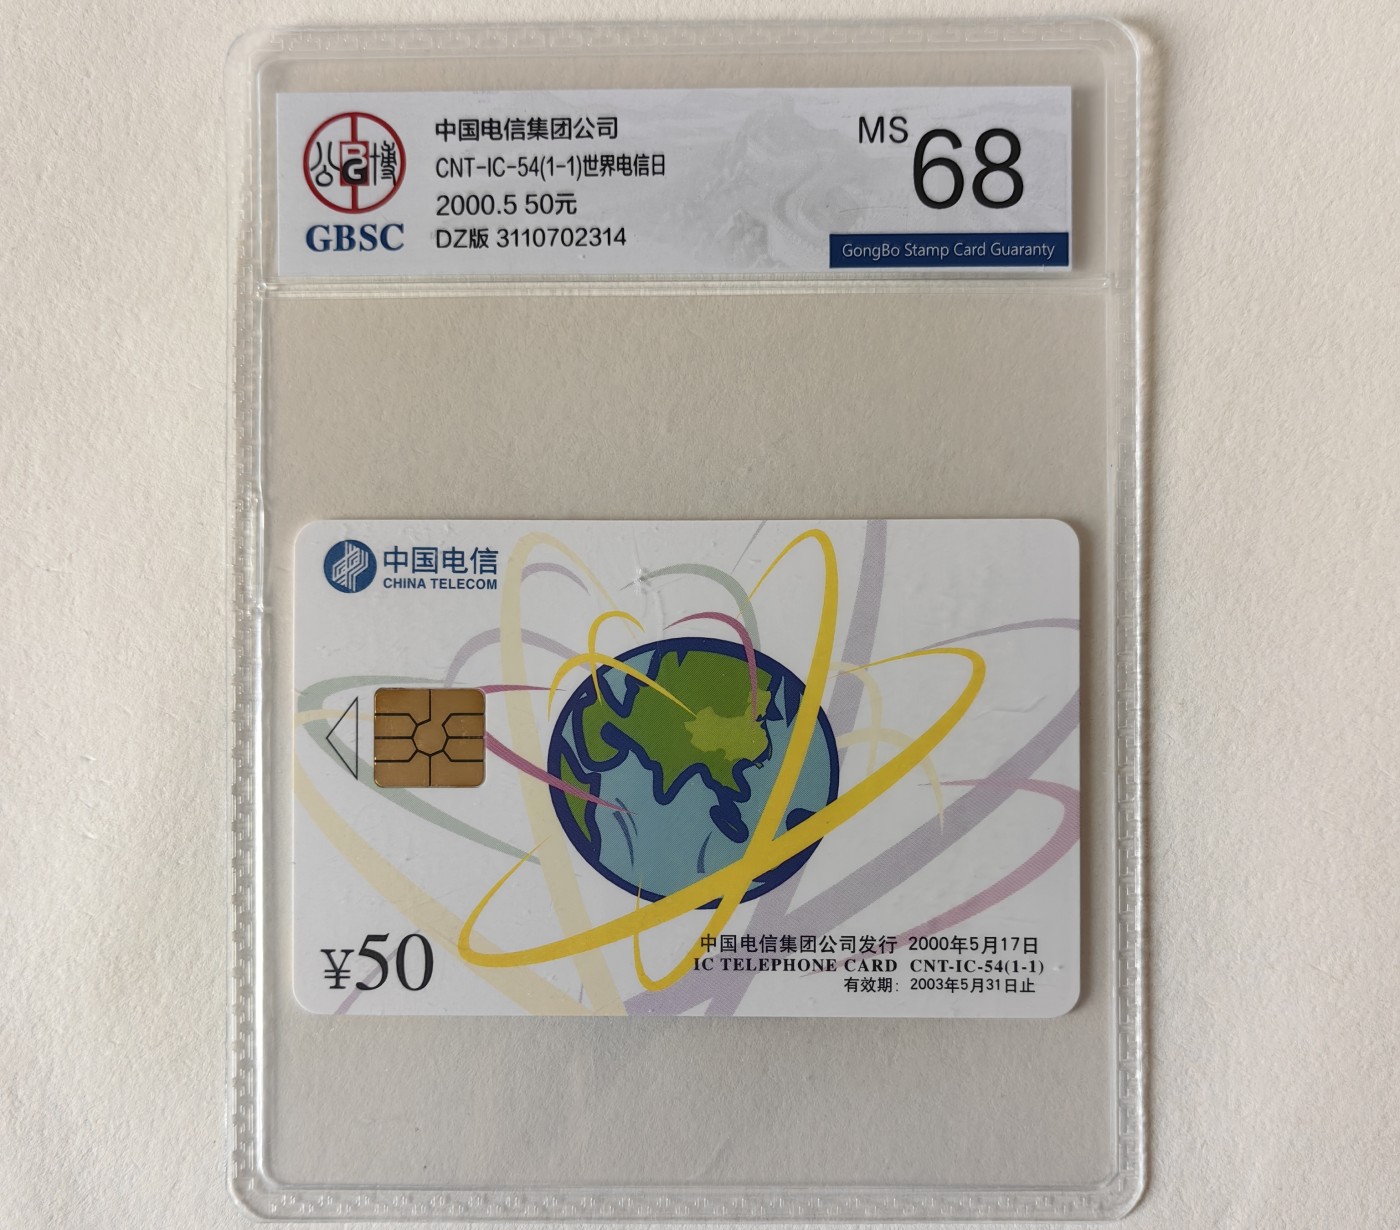 公博
BG
GBSC
中国电信集团公司
CNT-IC-54(1-1)世界电信日
2000.5 50元
DZ版 3110702314
MS 68
GongBo Stamp Card Guaranty
中国电信
CHINA TELECOM
¥50
中国电信集团公司发行 2000年5月17日
IC TELEPHONE CARD CNT-IC-54(1-1)
有效期: 2003年5月31日止